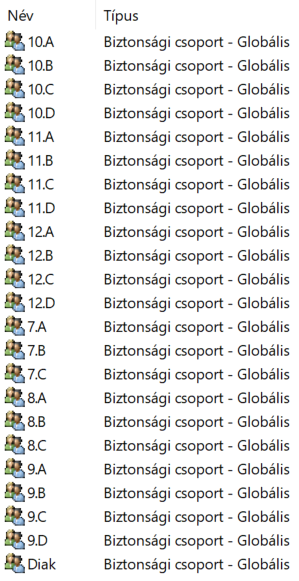 Név Típus
10.A Biztonsági csoport - Globális
10.B Biztonsági csoport - Globális
10.C Biztonsági csoport - Globális
10.D Biztonsági csoport - Globális
11.A Biztonsági csoport - Globális
11.B Biztonsági csoport - Globális
11.C Biztonsági csoport - Globális
11.D Biztonsági csoport - Globális
12.A Biztonsági csoport - Globális
12.B Biztonsági csoport - Globális
12.C Biztonsági csoport - Globális
12.D Biztonsági csoport - Globális
7.A Biztonsági csoport - Globális
7.B Biztonsági csoport - Globális
7.C Biztonsági csoport - Globális
8.A Biztonsági csoport - Globális
8.B Biztonsági csoport - Globális
8.C Biztonsági csoport - Globális
9.A Biztonsági csoport - Globális
9.B Biztonsági csoport - Globális
9.C Biztonsági csoport - Globális
9.D Biztonsági csoport - Globális
Diak Biztonsági csoport - Globális